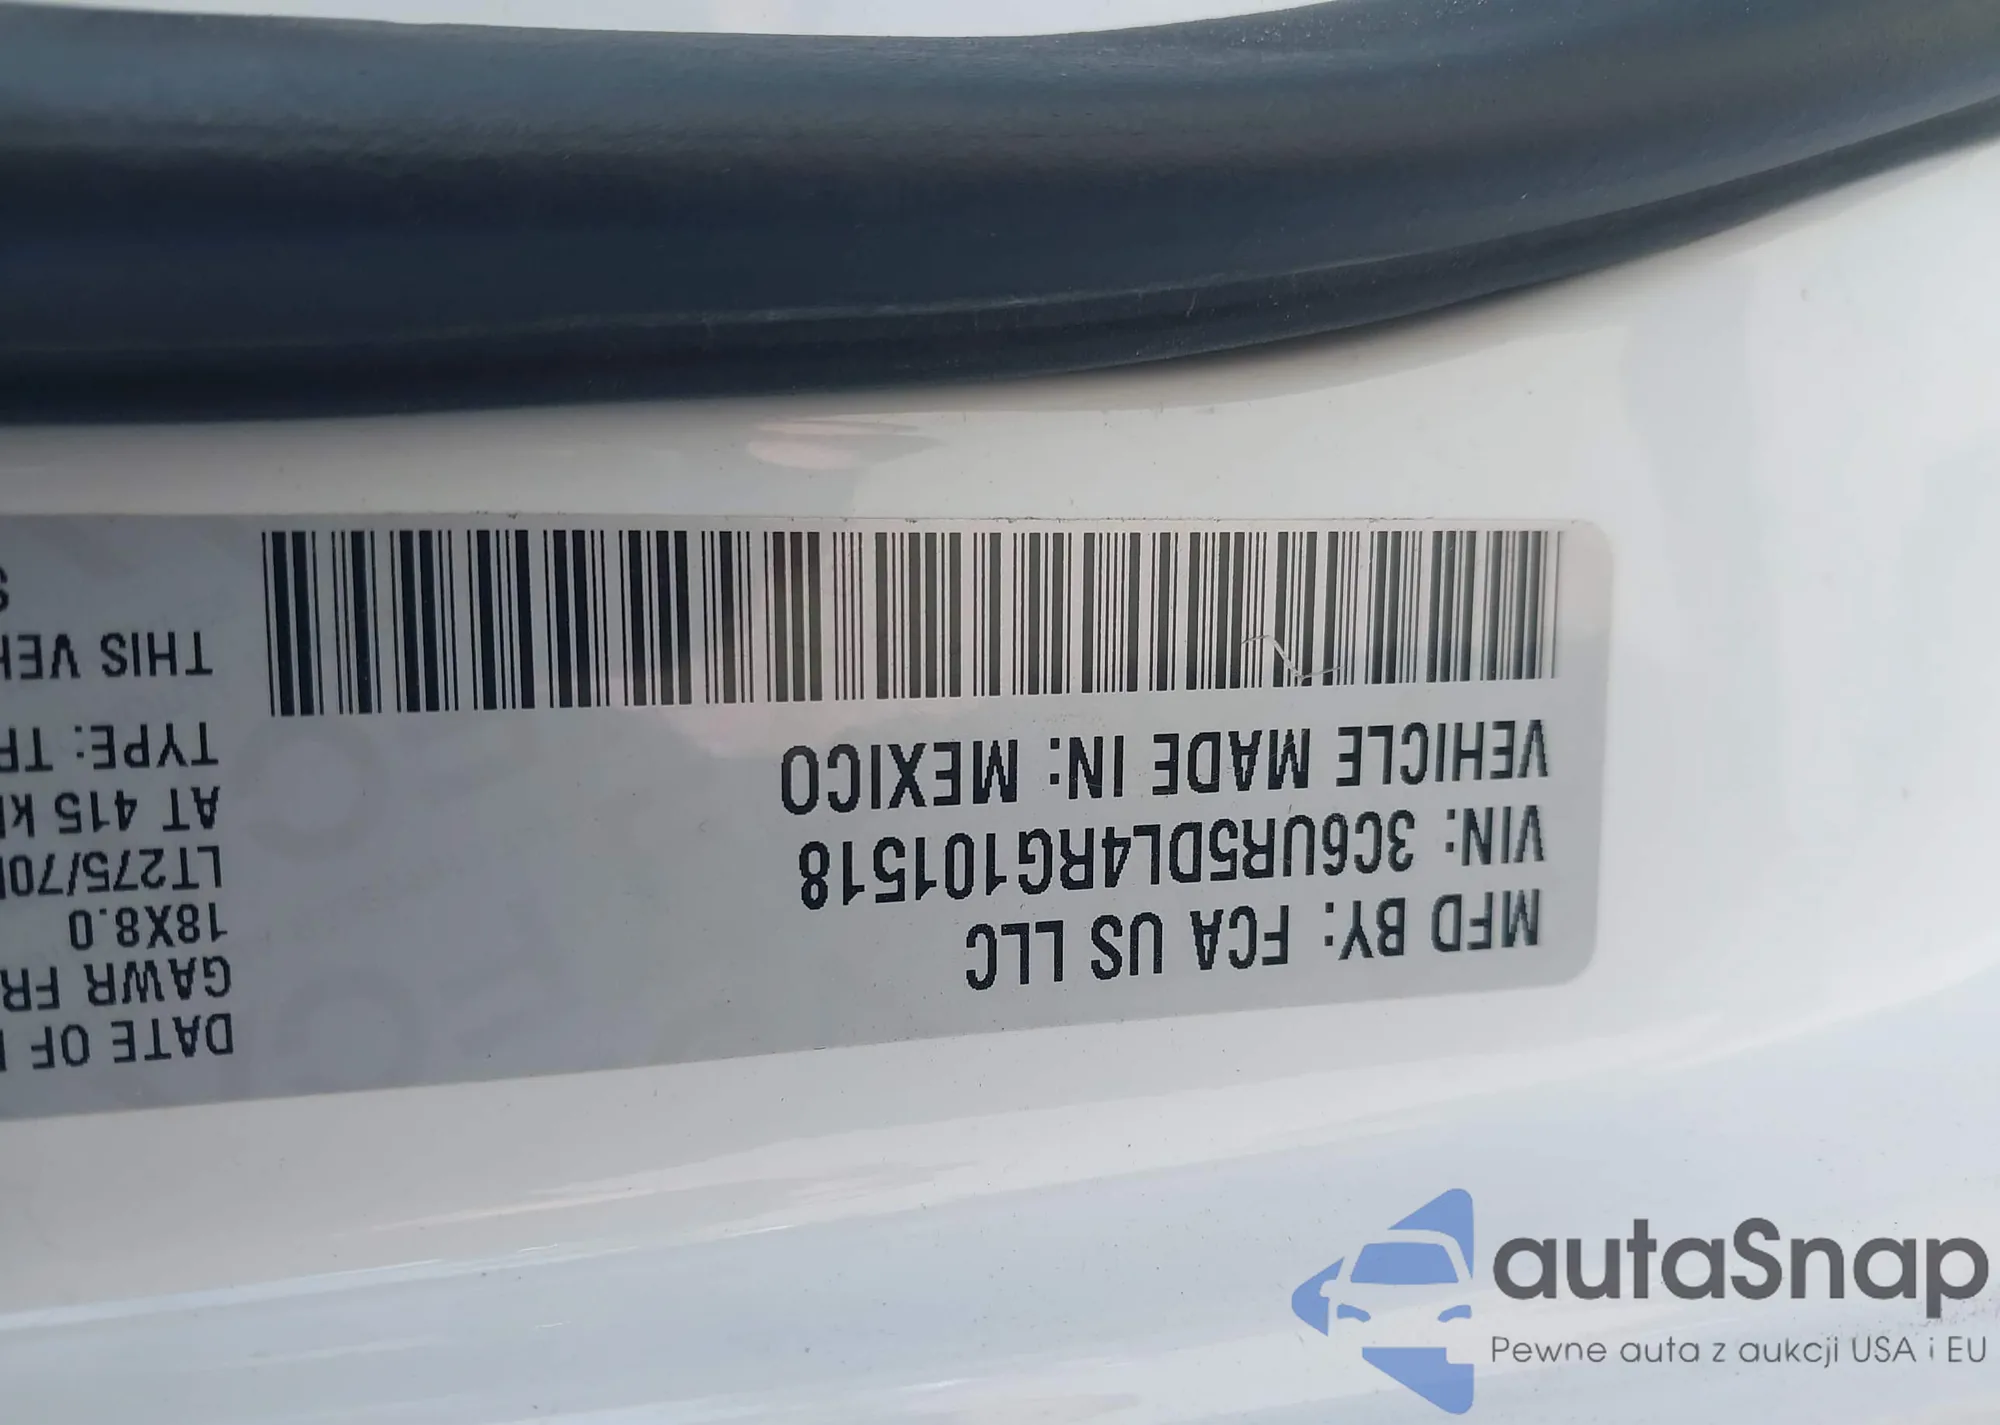 MFD BY: FCA US LLC
VIN: 3C6UR5DL4RG101518
VEHICLE MADE IN: MEXICO
DATE OF
GAWR FR
18X8.0
LT275/70
AT 415 k
TYPE: TR
THIS VEH
autaSnap
Pewne auta z aukcji USA i EU